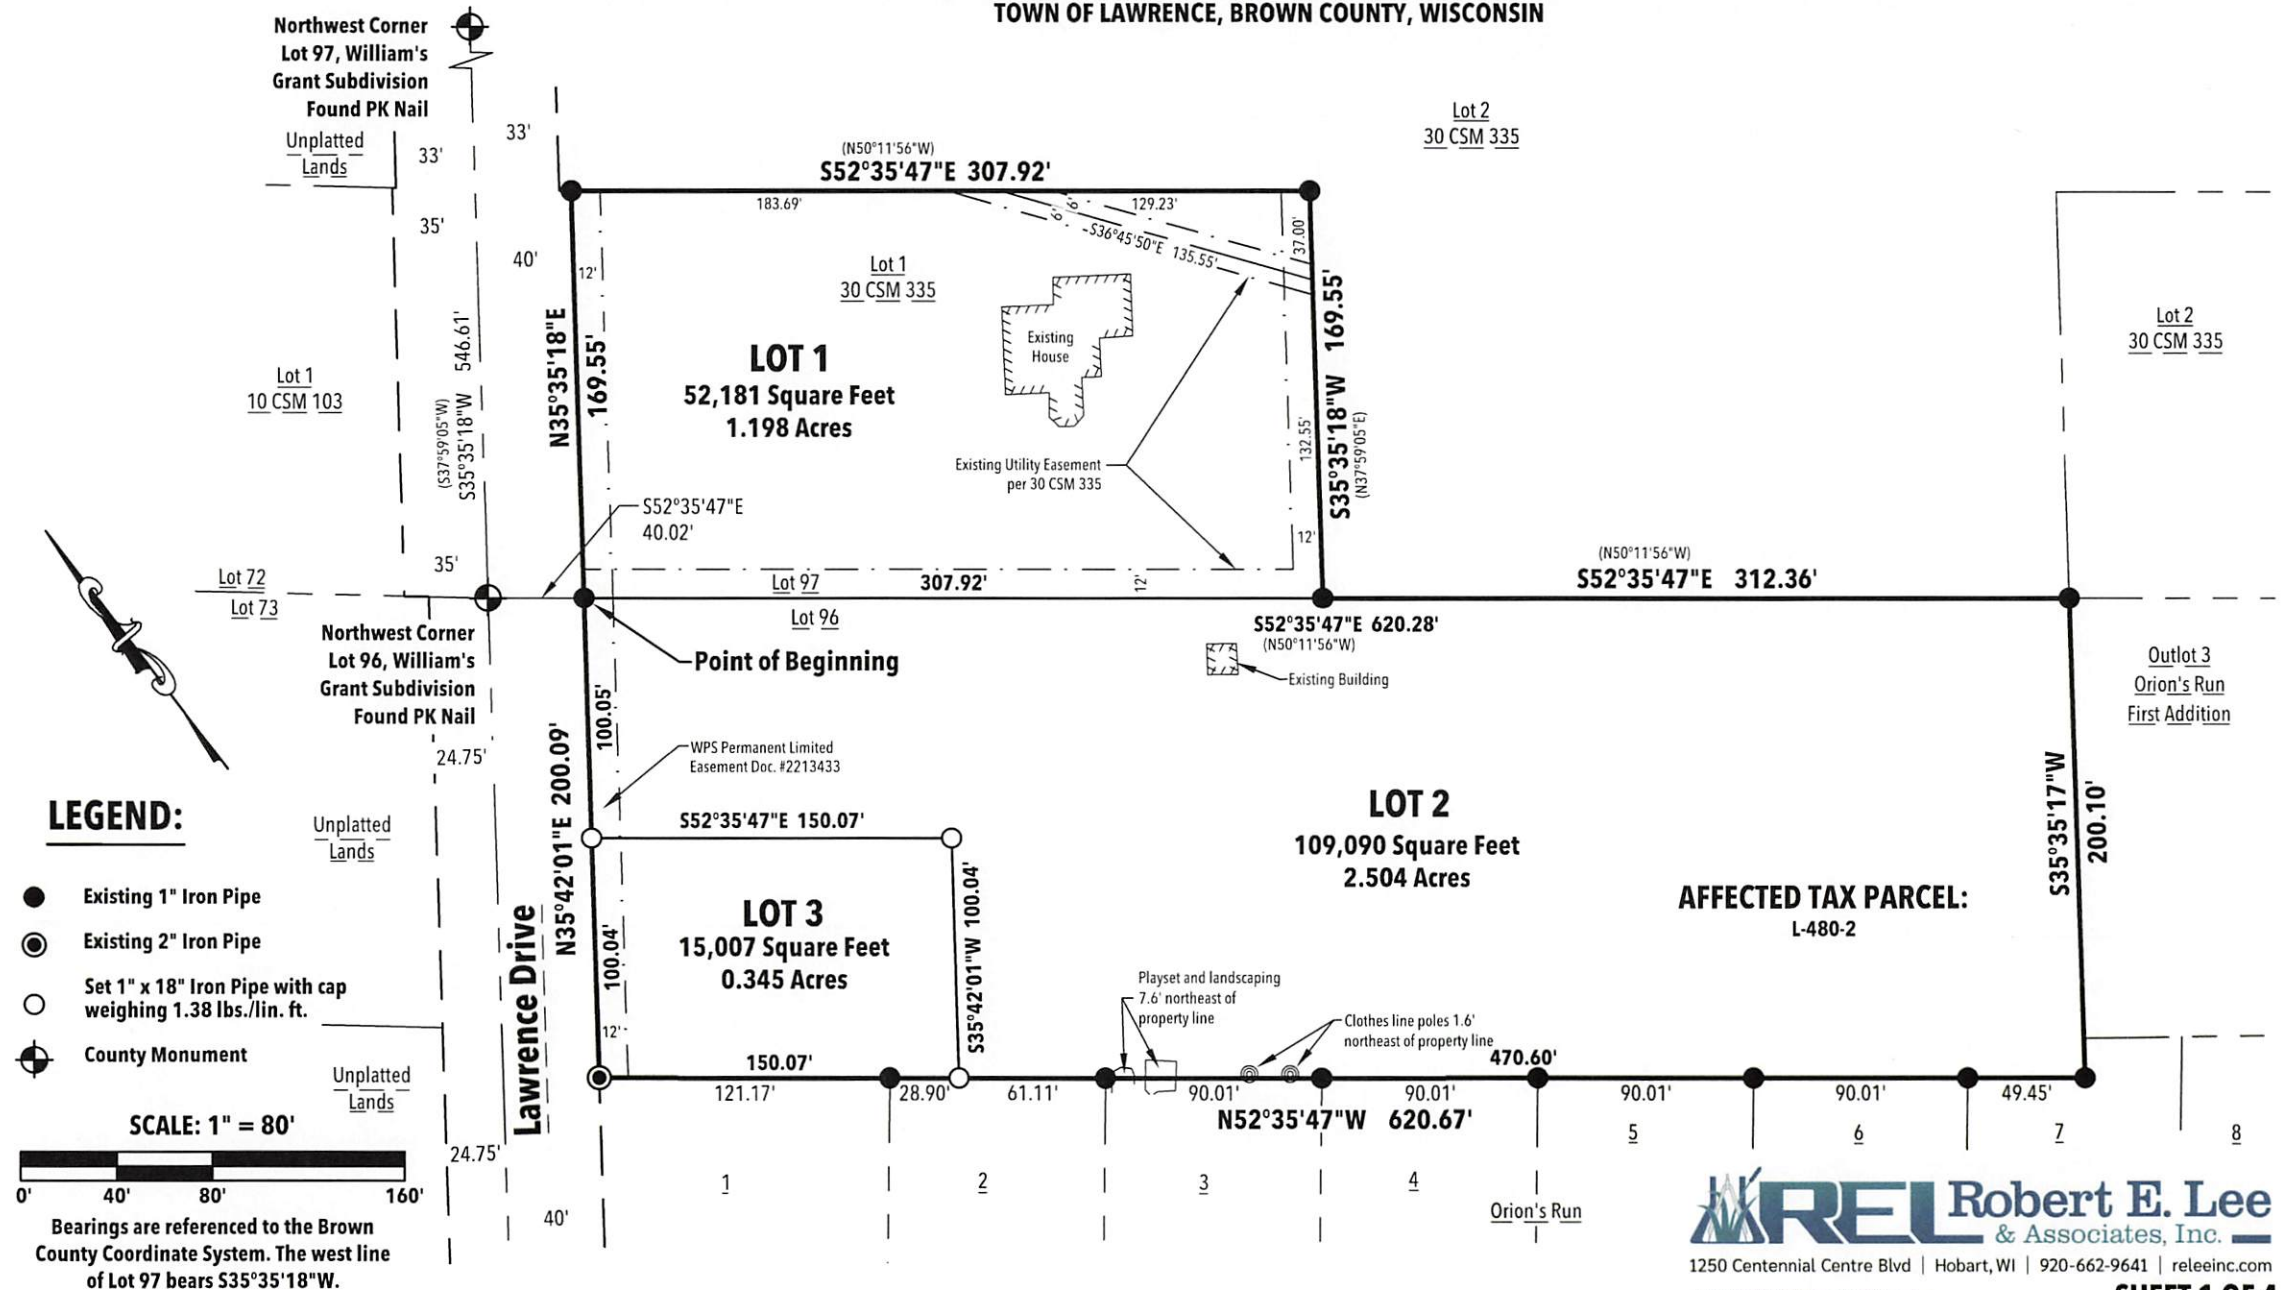 TOWN OF LAWRENCE, BROWN COUNTY, WISCONSIN
Northwest Corner
Lot 97, William's
Grant Subdivision
Found PK Nail
Unplatted
Lands
33'
33'
35'
40'
Lot 2
30 CSM 335
(N50°11'56"W)
S52°35'47"E 307.92'
183.69'
6'
6'
129.23'
S36°45'50"E 135.55'
37.00'
12'
Lot 1
30 CSM 335
LOT 1
52,181 Square Feet
1.198 Acres
Existing
House
N35°35'18"E
169.55'
S35°35'18"W 169.55'
(N37°59'05"E)
132.55'
Lot 2
30 CSM 335
Lot 1
10 CSM 103
(S37°59'05"W)
S35°35'18"W 546.61'
Existing Utility Easement
per 30 CSM 335
S52°35'47"E
40.02'
12'
35'
Lot 72
Lot 73
Lot 97
307.92'
12'
Lot 96
(N50°11'56"W)
S52°35'47"E 312.36'
S52°35'47"E 620.28'
(N50°11'56"W)
Northwest Corner
Lot 96, William's
Grant Subdivision
Found PK Nail
Point of Beginning
Existing Building
Outlot 3
Orion's Run
First Addition
24.75'
100.05'
WPS Permanent Limited
Easement Doc. #2213433
N35°42'01"E 200.09'
S52°35'47"E 150.07'
LOT 2
109,090 Square Feet
2.504 Acres
S35°35'17"W
200.10'
AFFECTED TAX PARCEL:
L-480-2
LEGEND:
Existing 1" Iron Pipe
Existing 2" Iron Pipe
Set 1" x 18" Iron Pipe with cap
weighing 1.38 lbs./lin. ft.
County Monument
Unplatted
Lands
Lawrence Drive
100.04'
LOT 3
15,007 Square Feet
0.345 Acres
S35°42'01"W 100.04'
12'
Playset and landscaping
7.6' northeast of
property line
Clothes line poles 1.6'
northeast of property line
Unplatted
Lands
150.07'
470.60'
121.17'
28.90'
61.11'
90.01'
90.01'
90.01'
90.01'
49.45'
N52°35'47"W 620.67'
SCALE: 1" = 80'
0'
40'
80'
160'
24.75'
40'
1
2
3
4
5
6
7
8
Orion's Run
Bearings are referenced to the Brown
County Coordinate System. The west line
of Lot 97 bears S35°35'18"W.
REL Robert E. Lee
& Associates, Inc.
1250 Centennial Centre Blvd | Hobart, WI | 920-662-9641 | releeinc.com
SHEET 1 OF 4